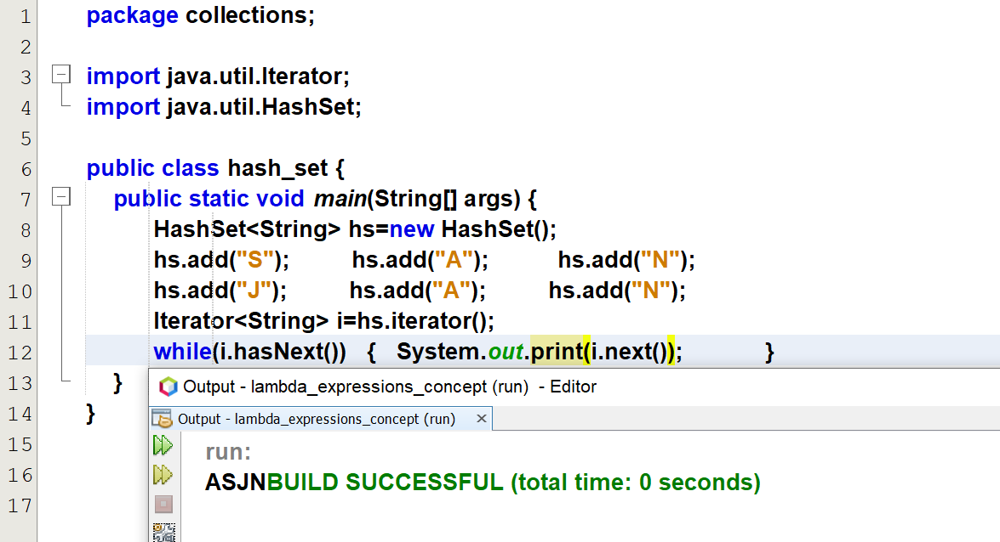 1 package collections;
2
3 import java.util.Iterator;
4 import java.util.HashSet;
5
6 public class hash_set {
7 public static void main(String[] args) {
8 HashSet<String> hs=new HashSet();
9 hs.add("S"); hs.add("A"); hs.add("N");
10 hs.add("J"); hs.add("A"); hs.add("N");
11 Iterator<String> i=hs.iterator();
12 while(i.hasNext()) { System.out.print(i.next()); }
13 }
14 }
15
16
17
Output - lambda_expressions_concept (run) - Editor
Output - lambda_expressions_concept (run) ×
run:
ASJNBUILD SUCCESSFUL (total time: 0 seconds)